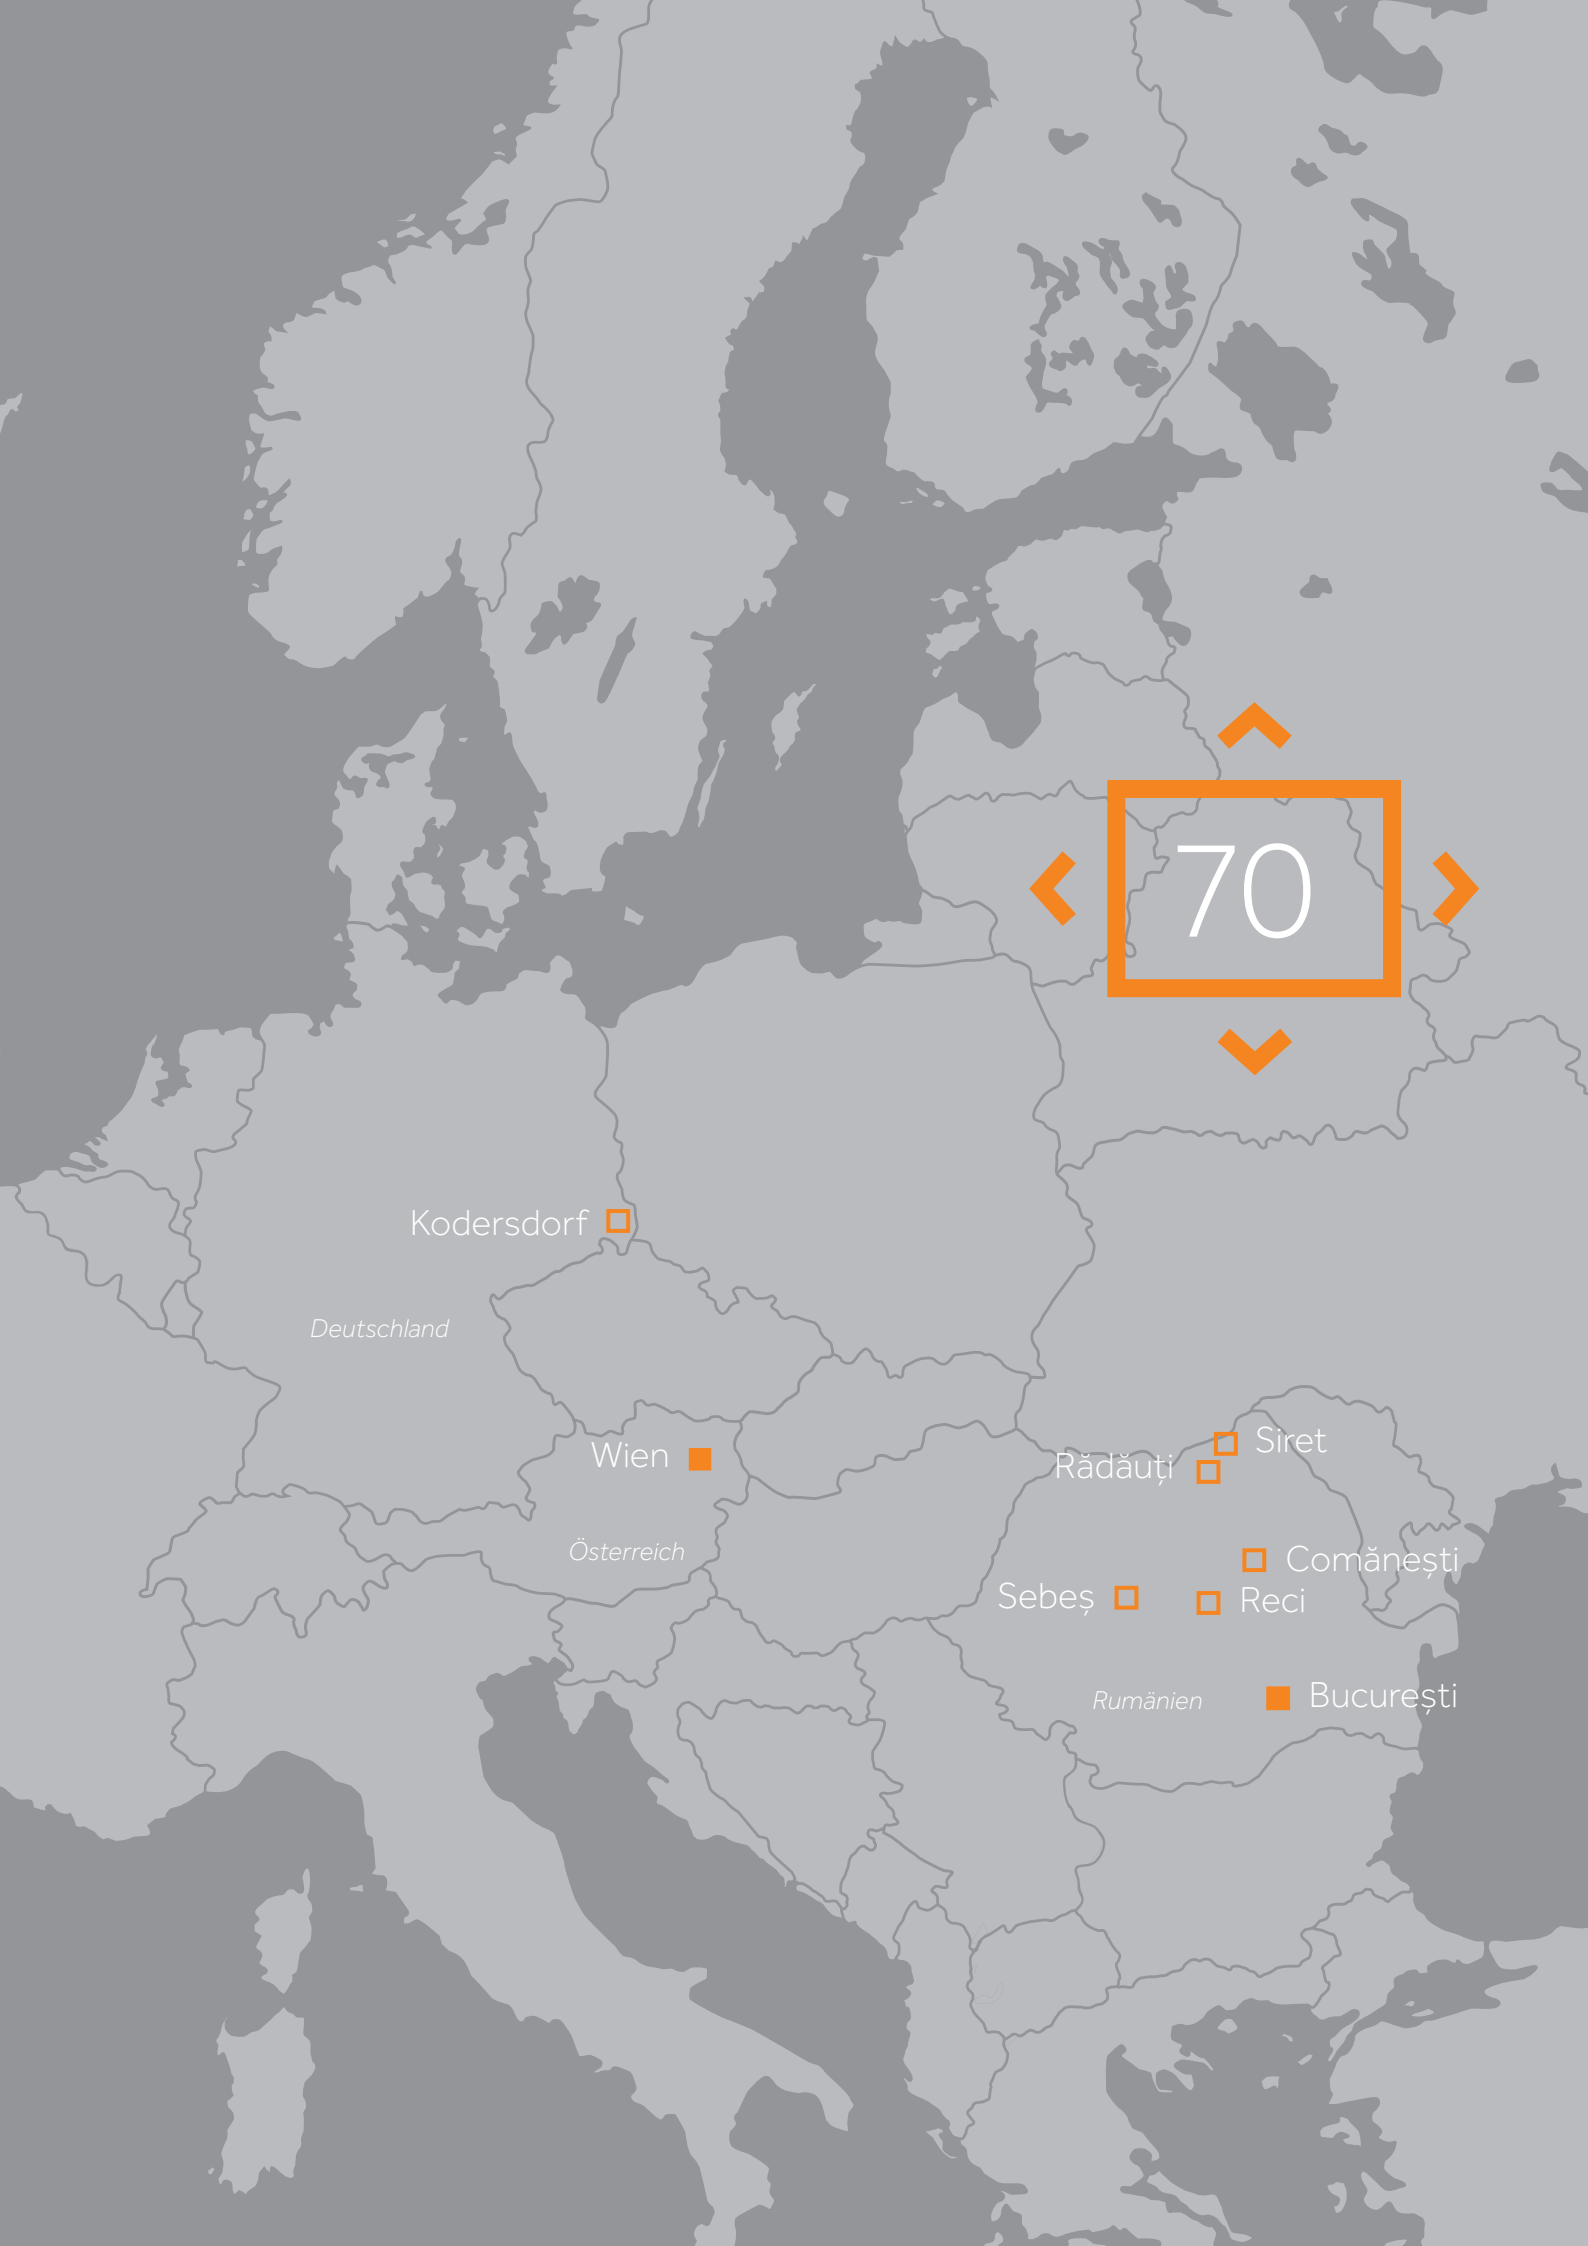 70
Kodersdorf
Deutschland
Siret
Wien
Rădăuți
Österreich
Comănești
Sebeș
Reci
Rumänien
București